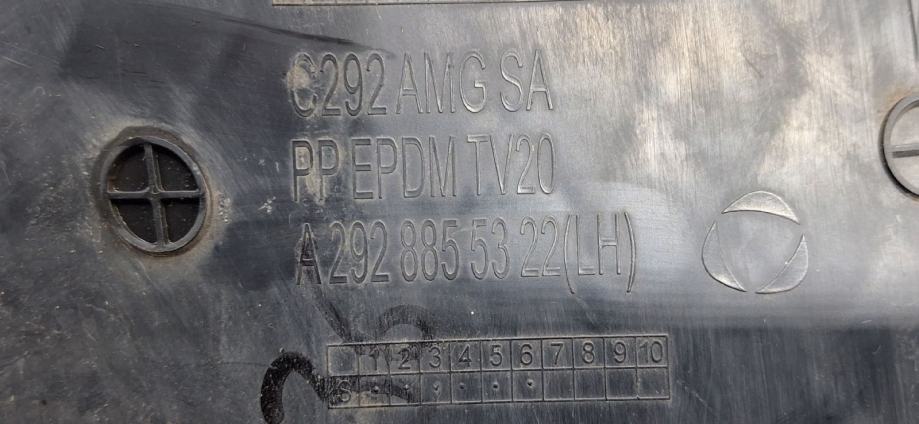 C292 AMG SA
PP EPDM TV20
A 292 885 53 22(LH)
25
1 2 3 4 5 6 7 8 9 10